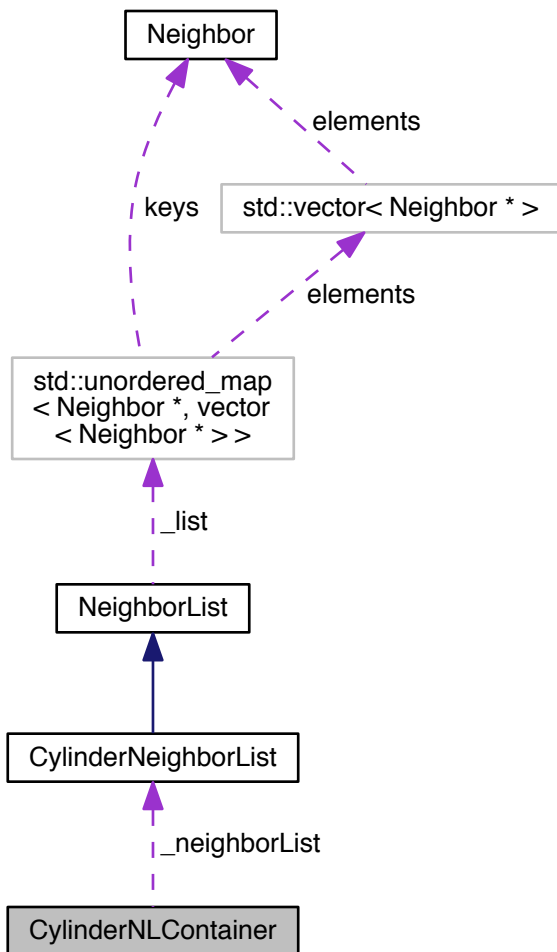 Neighbor
elements
keys
std::vector< Neighbor * >
elements
std::unordered_map
< Neighbor *, vector
< Neighbor * > >
_list
NeighborList
CylinderNeighborList
_neighborList
CylinderNLContainer